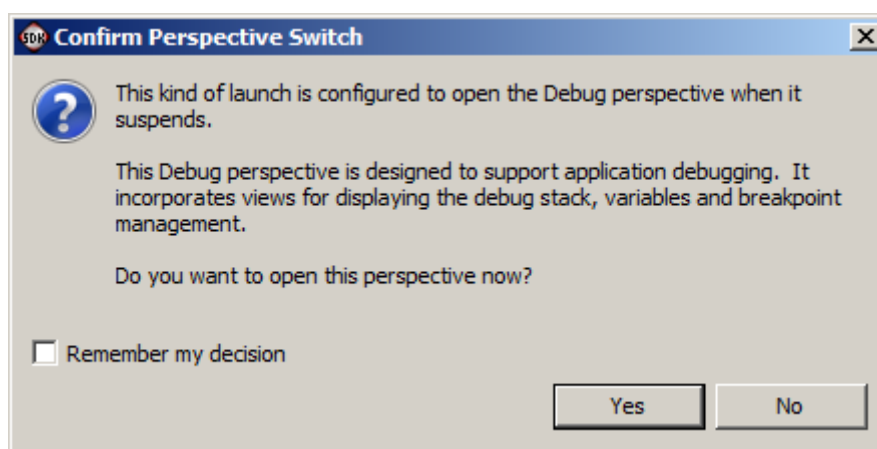 SDK Confirm Perspective Switch
This kind of launch is configured to open the Debug perspective when it
suspends.
This Debug perspective is designed to support application debugging. It
incorporates views for displaying the debug stack, variables and breakpoint
management.
Do you want to open this perspective now?
Remember my decision
Yes No